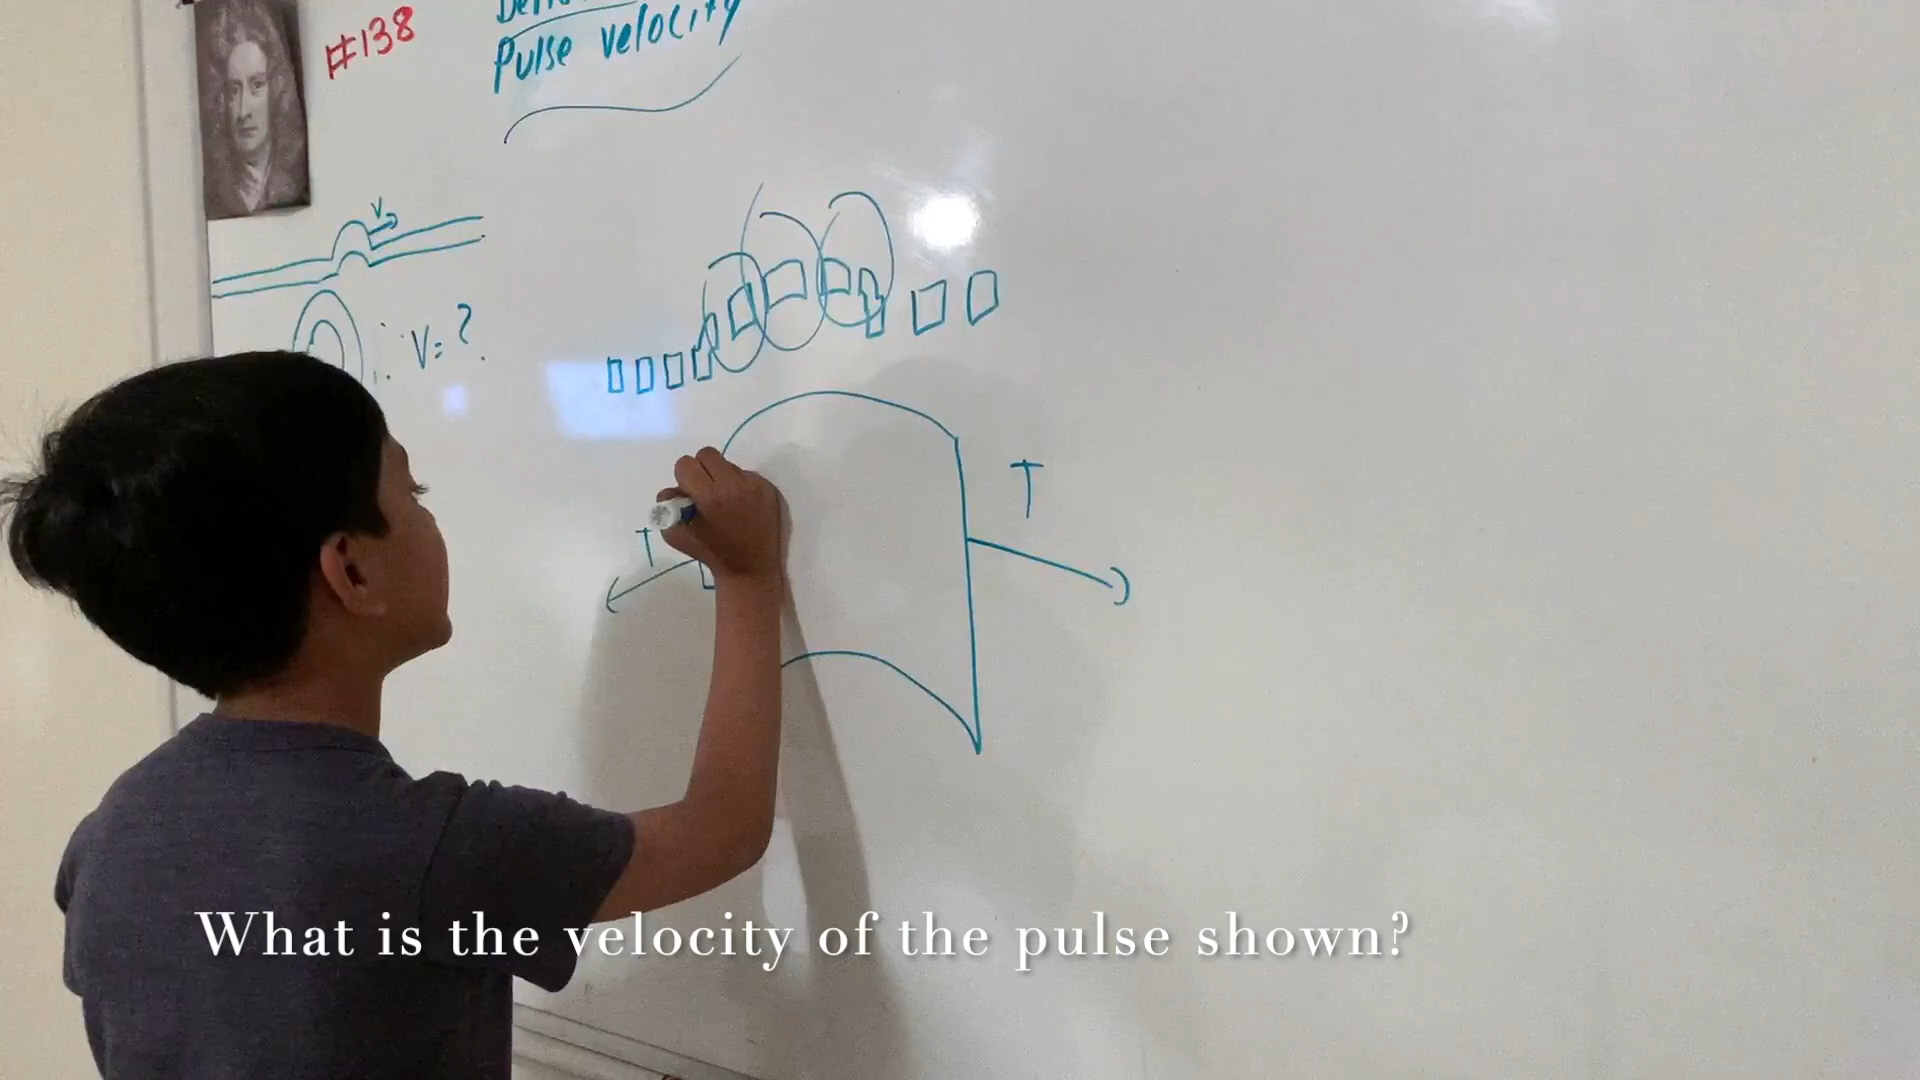 #138
Pulse velocity
V
V = ?
T
T
What is the velocity of the pulse shown?